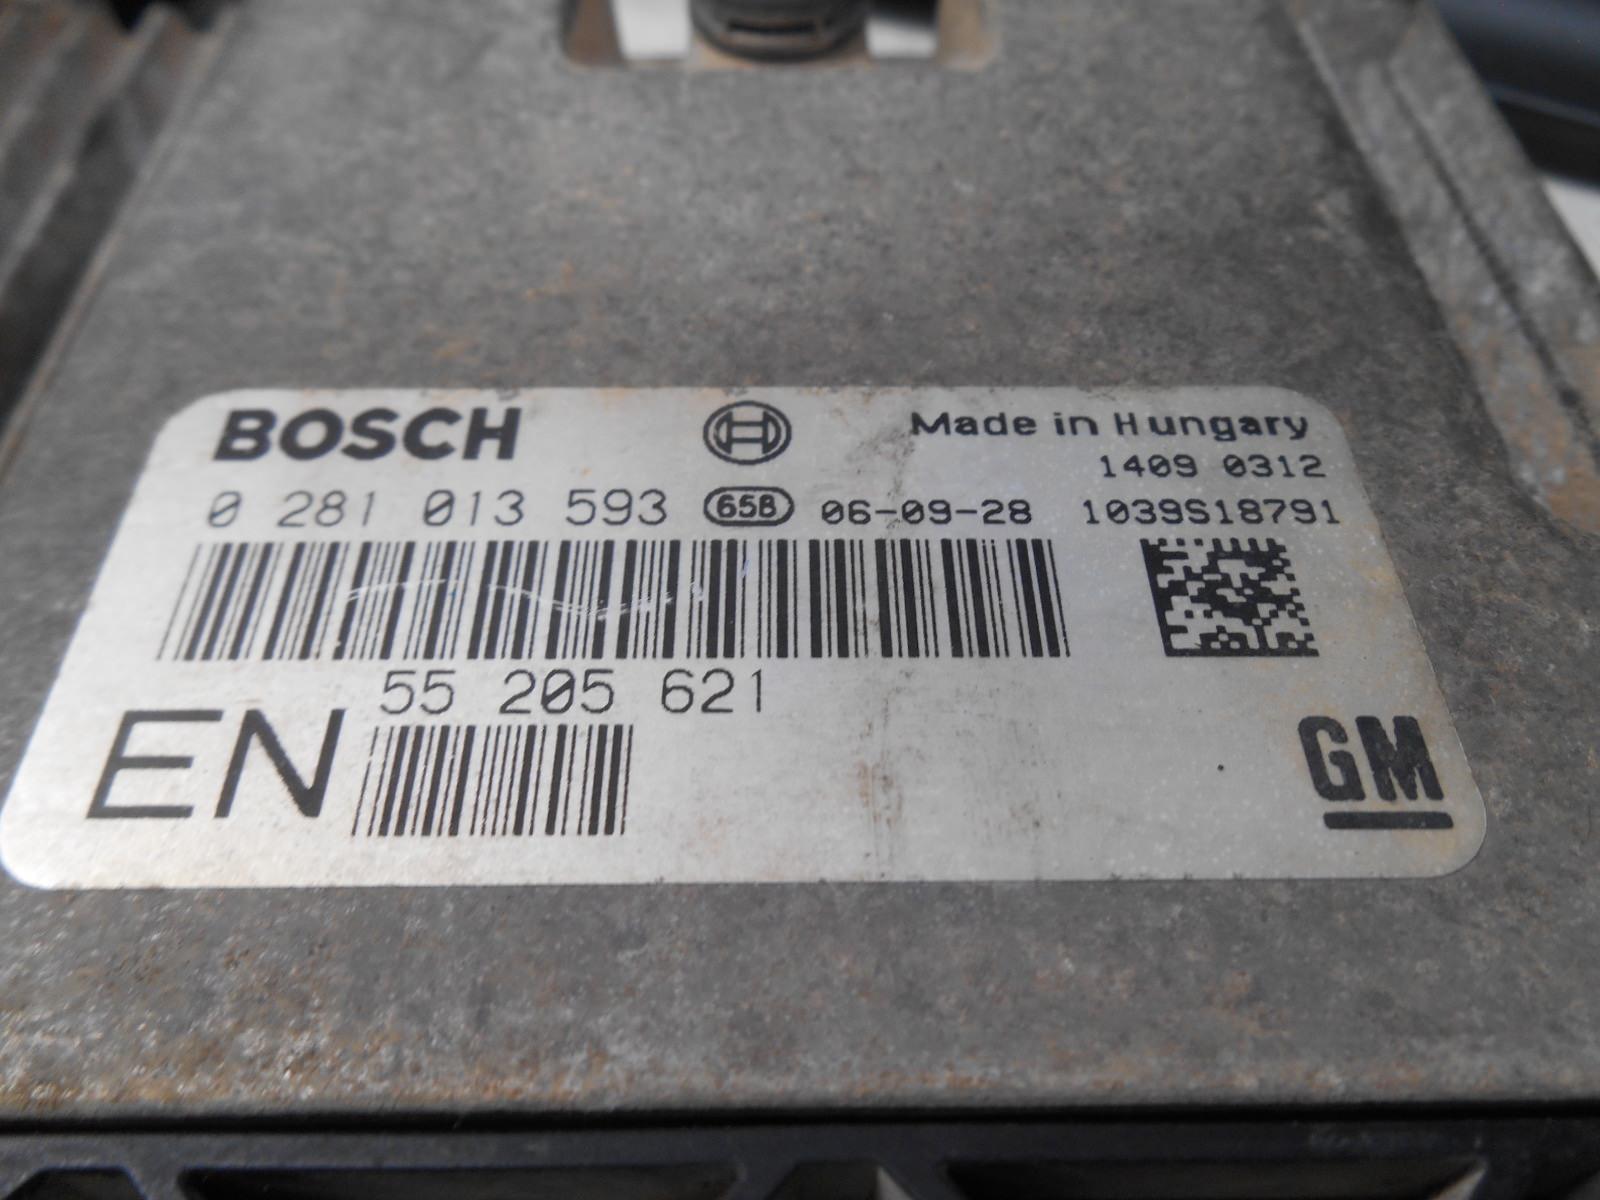 BOSCH
Made in Hungary
1409 0312
0 281 013 593 65B 06-09-28 1039S18791
55 205 621
EN
GM